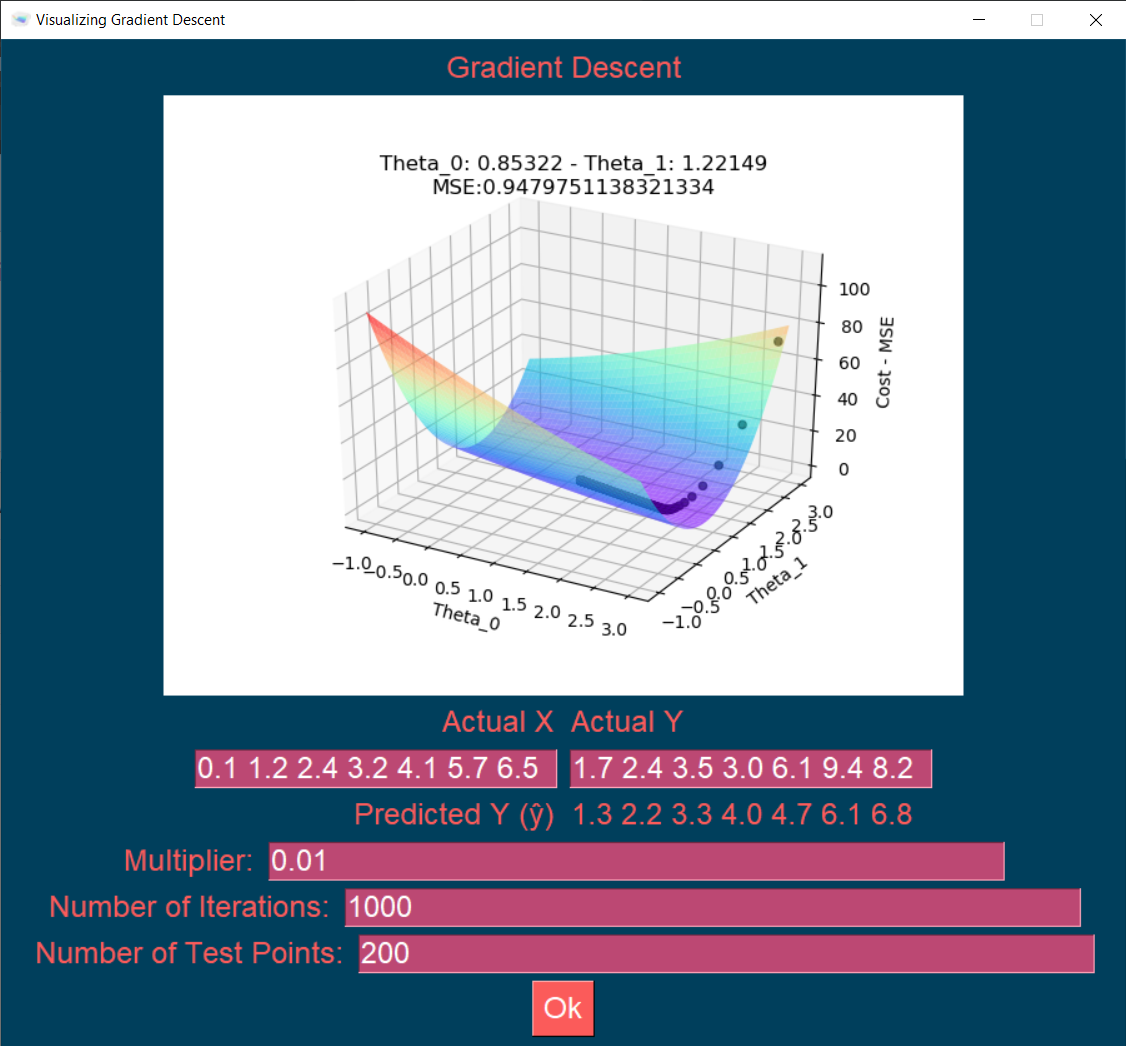 Visualizing Gradient Descent
Gradient Descent
Theta_0: 0.85322 - Theta_1: 1.22149
MSE:0.9479751138321334
100
80
60
40
20
0
Cost - MSE
−1.0
−0.5
0.0
0.5
1.0
1.5
2.0
2.5
3.0
Theta_0
−1.0
−0.5
0.0
0.5
1.0
1.5
2.0
2.5
3.0
Theta_1
Actual X Actual Y
0.1 1.2 2.4 3.2 4.1 5.7 6.5 1.7 2.4 3.5 3.0 6.1 9.4 8.2
Predicted Y (ŷ) 1.3 2.2 3.3 4.0 4.7 6.1 6.8
Multiplier: 0.01
Number of Iterations: 1000
Number of Test Points: 200
Ok